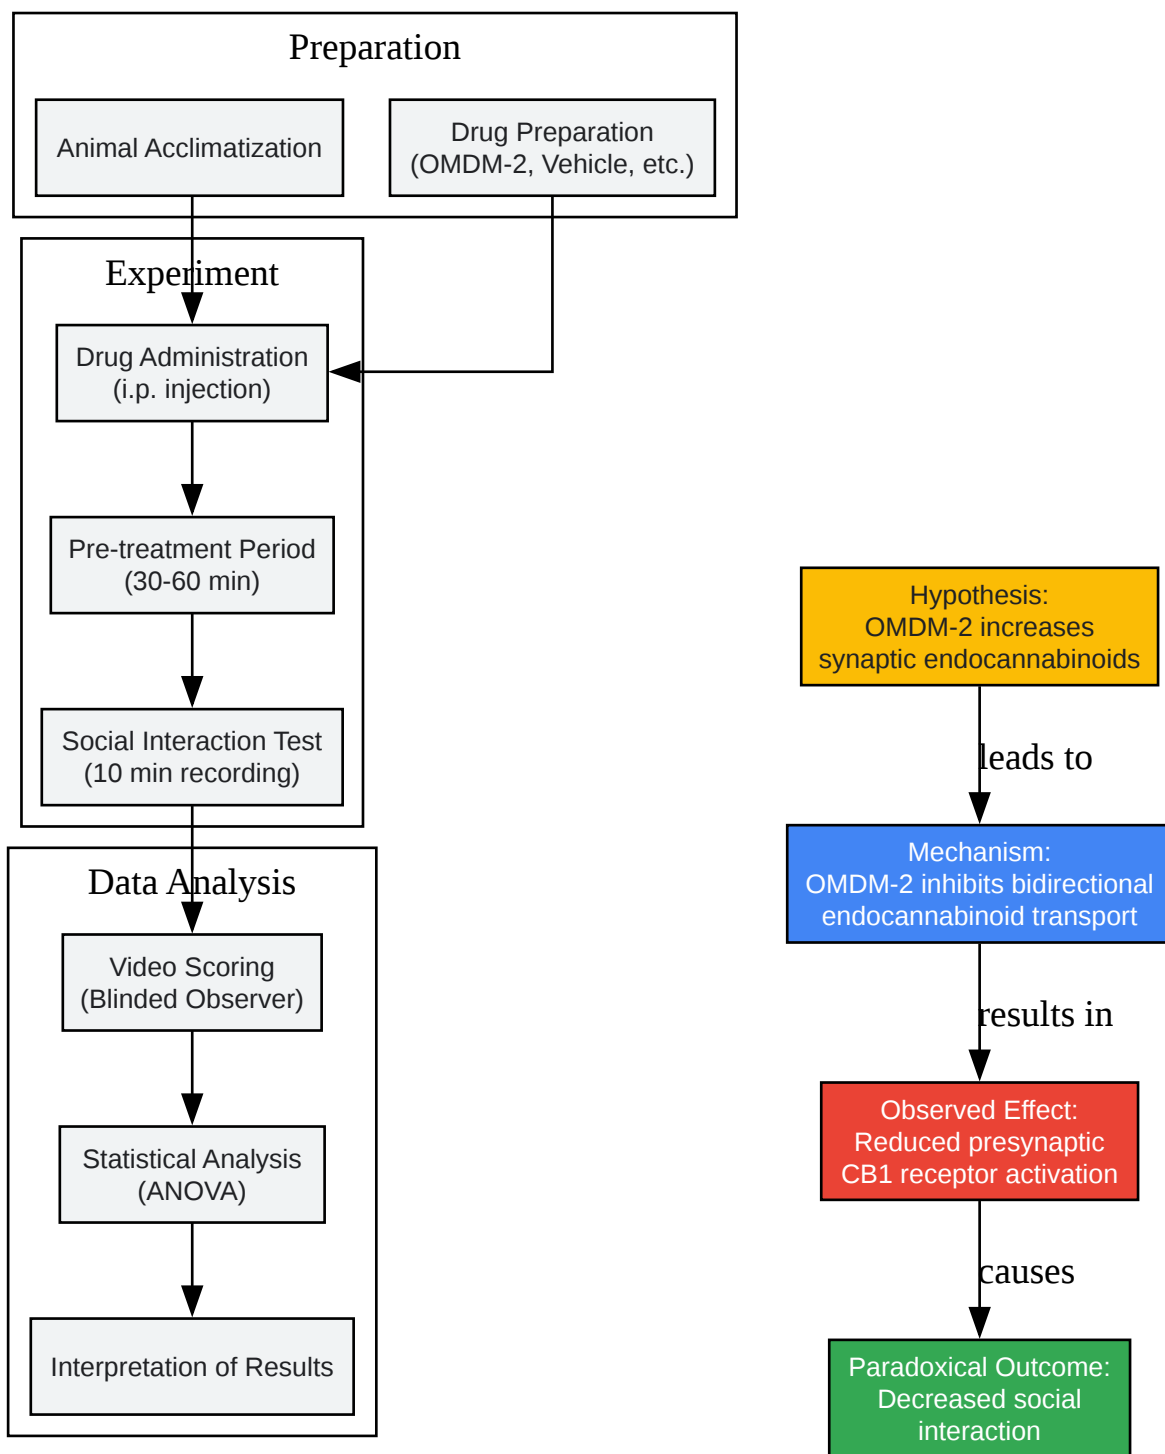 Preparation
Animal Acclimatization
Drug Preparation
(OMDM-2, Vehicle, etc.)
Experiment
Drug Administration
(i.p. injection)
Pre-treatment Period
(30-60 min)
Social Interaction Test
(10 min recording)
Data Analysis
Video Scoring
(Blinded Observer)
Statistical Analysis
(ANOVA)
Interpretation of Results
Hypothesis:
OMDM-2 increases
synaptic endocannabinoids
leads to
Mechanism:
OMDM-2 inhibits bidirectional
endocannabinoid transport
results in
Observed Effect:
Reduced presynaptic
CB1 receptor activation
causes
Paradoxical Outcome:
Decreased social
interaction